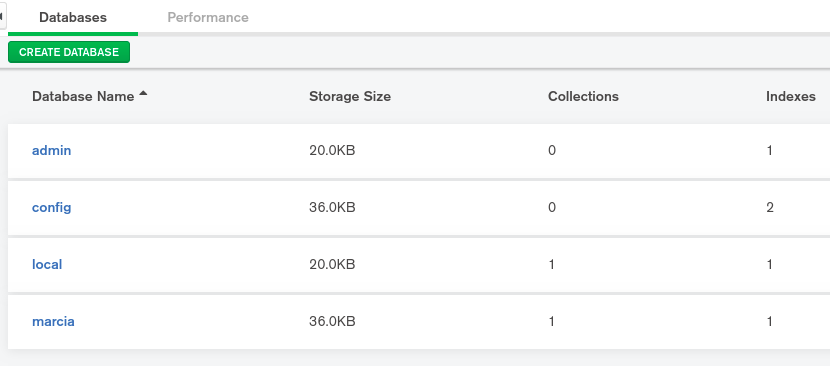 Databases Performance
CREATE DATABASE
Database Name Storage Size Collections Indexes
admin 20.0KB 0 1
config 36.0KB 0 2
local 20.0KB 1 1
marcia 36.0KB 1 1